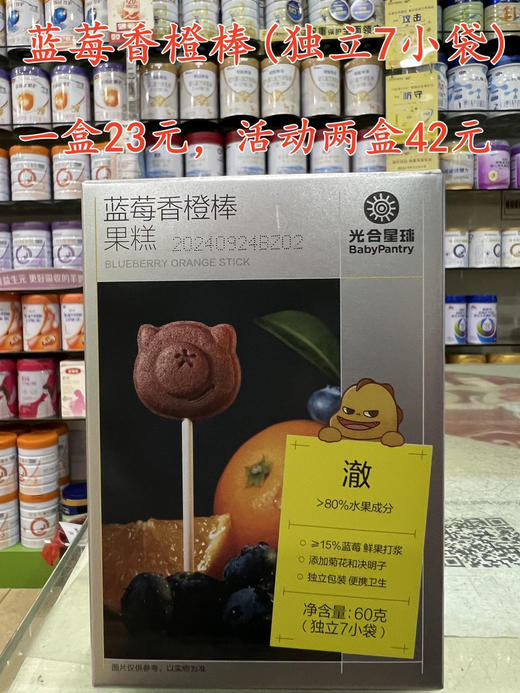 蓝莓香橙棒(独立7小袋)
一盒23元，活动两盒42元
攻击
防守
蓝莓香橙棒
果糕 20240924BZ02
BLUEBERRY ORANGE STICK
光合星球
BabyPantry
澈
>80%水果成分
≥15%蓝莓 鲜果打浆
添加菊花和决明子
独立包装 便携卫生
净含量:60克
(独立7小袋)
图片仅供参考，以实物为准